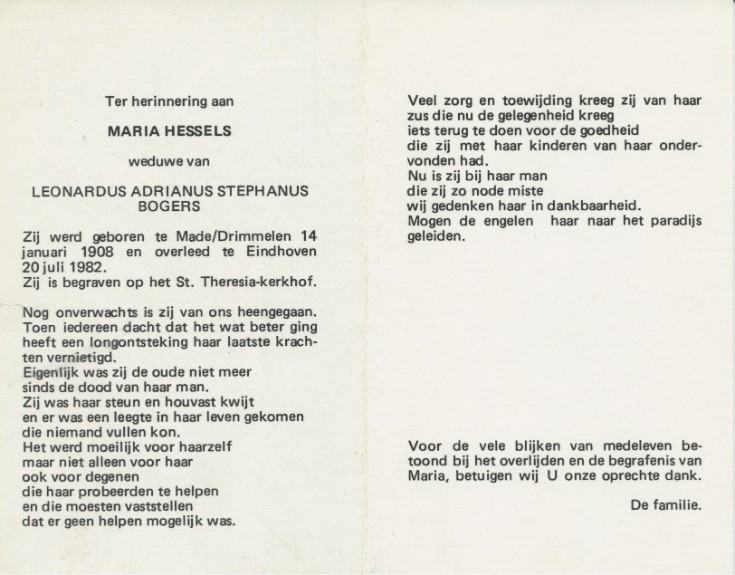 Ter herinnering aan
MARIA HESSELS
weduwe van
LEONARDUS ADRIANUS STEPHANUS
BOGERS
Zij werd geboren te Made/Drimmelen 14
januari 1908 en overleed te Eindhoven
20 juli 1982.
Zij is begraven op het St. Theresia-kerkhof.
Nog onverwachts is zij van ons heengegaan.
Toen iedereen dacht dat het wat beter ging
heeft een longontsteking haar laatste krach-
ten vernietigd.
Eigenlijk was zij de oude niet meer
sinds de dood van haar man.
Zij was haar steun en houvast kwijt
en er was een leegte in haar leven gekomen
die niemand vullen kon.
Het werd moeilijk voor haarzelf
maar niet alleen voor haar
ook voor degenen
die haar probeerden te helpen
en die moesten vaststellen
dat er geen helpen mogelijk was.
Veel zorg en toewijding kreeg zij van haar
zus die nu de gelegenheid kreeg
iets terug te doen voor de goedheid
die zij met haar kinderen van haar onder-
vonden had.
Nu is zij bij haar man
die zij zo node miste
wij gedenken haar in dankbaarheid.
Mogen de engelen haar naar het paradijs
geleiden.
Voor de vele blijken van medeleven be-
toond bij het overlijden en de begrafenis van
Maria, betuigen wij U onze oprechte dank.
De familie.